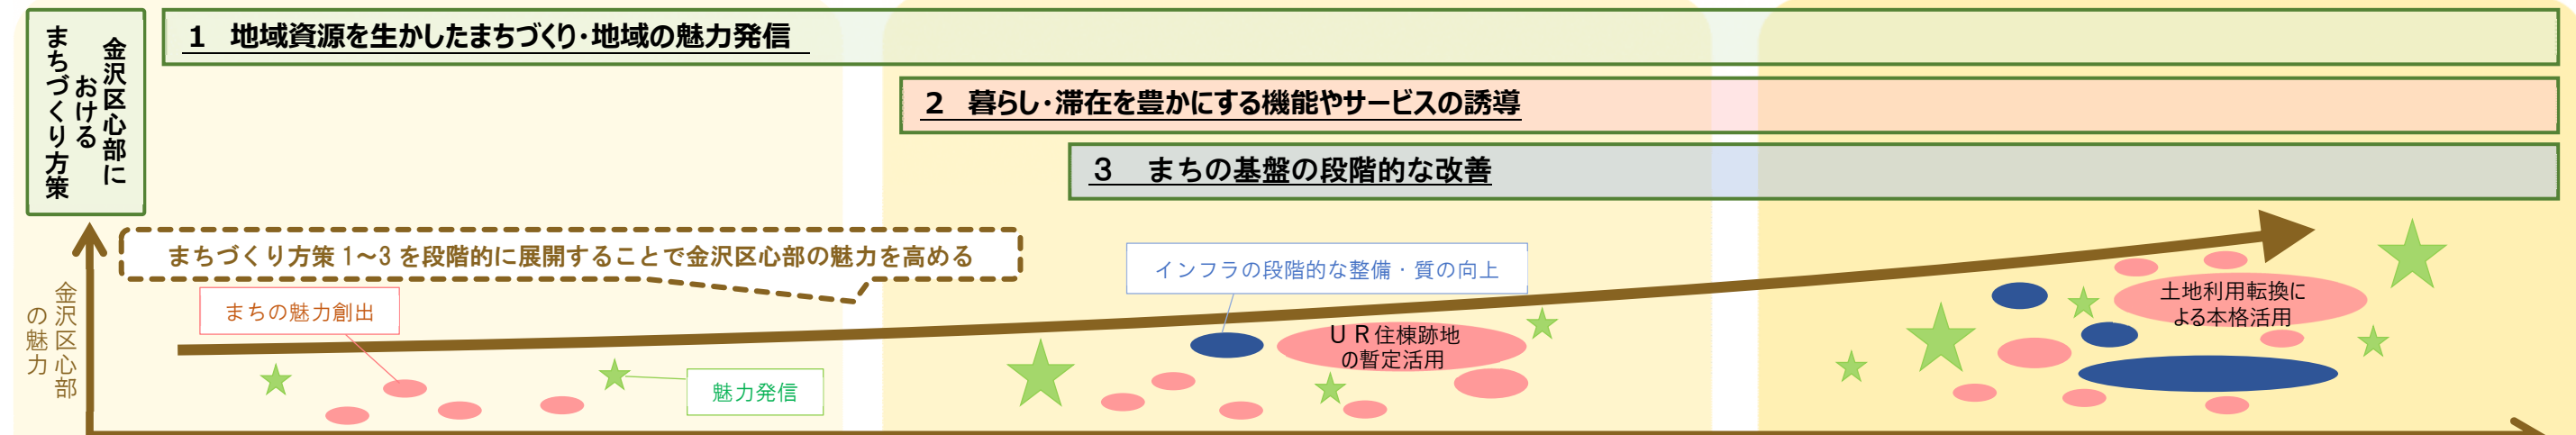 金沢区心部に
おける
まちづくり方策
1 地域資源を生かしたまちづくり・地域の魅力発信
2 暮らし・滞在を豊かにする機能やサービスの誘導
３ まちの基盤の段階的な改善
まちづくり方策1～3を段階的に展開することで金沢区心部の魅力を高める
金沢区心部
の魅力
まちの魅力創出
魅力発信
インフラの段階的な整備・質の向上
ＵＲ住棟跡地
の暫定活用
土地利用転換に
よる本格活用